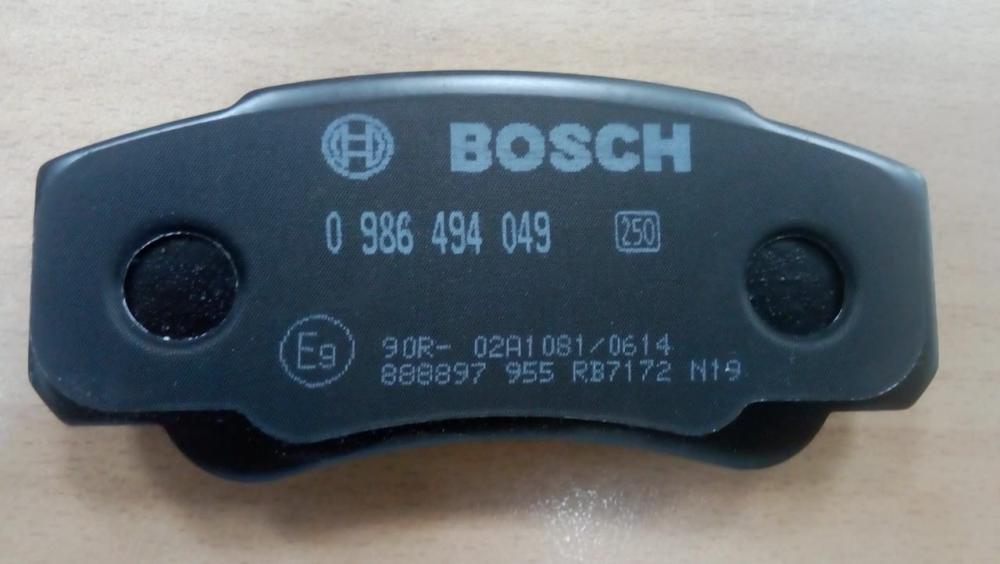 BOSCH
0 986 494 049 250
E9 90R- 02A1081/0614
888897 955 RB7172 N19